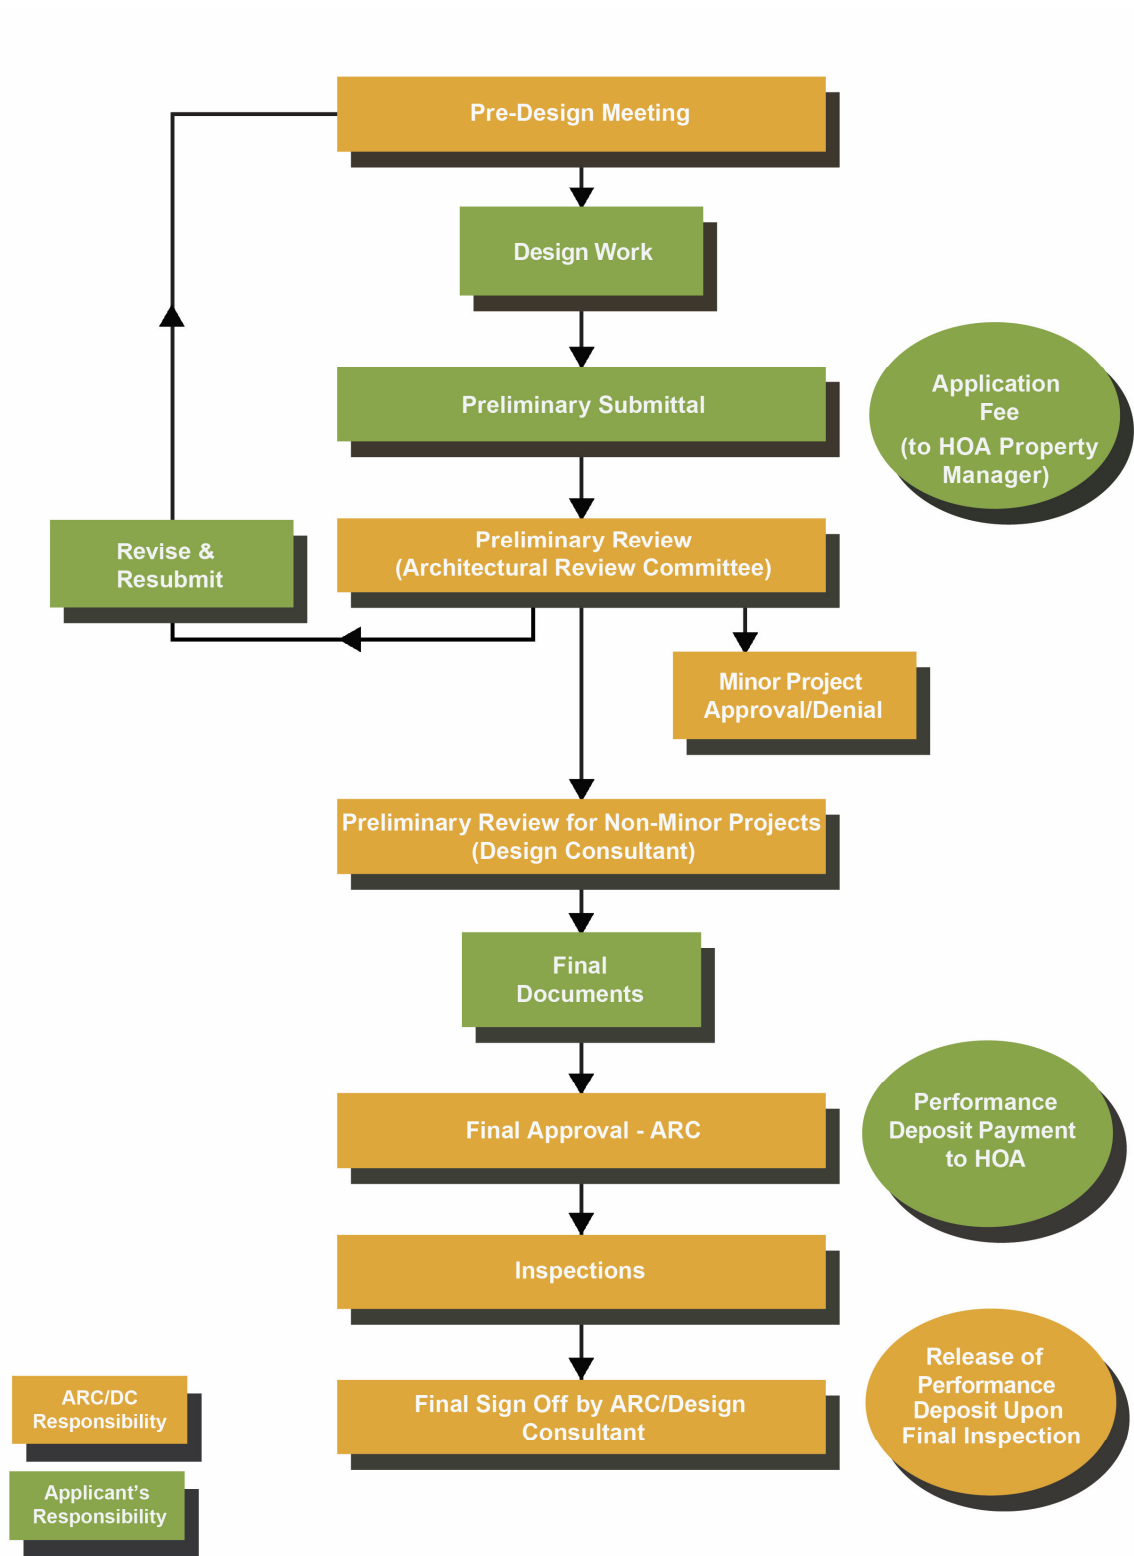 Pre-Design Meeting
Design Work
Preliminary Submittal
Application
Fee
(to HOA Property
Manager)
Preliminary Review
(Architectural Review Committee)
Revise &
Resubmit
Minor Project
Approval/Denial
Preliminary Review for Non-Minor Projects
(Design Consultant)
Final
Documents
Final Approval - ARC
Performance
Deposit Payment
to HOA
Inspections
Final Sign Off by ARC/Design
Consultant
Release of
Performance
Deposit Upon
Final Inspection
ARC/DC
Responsibility
Applicant's
Responsibility